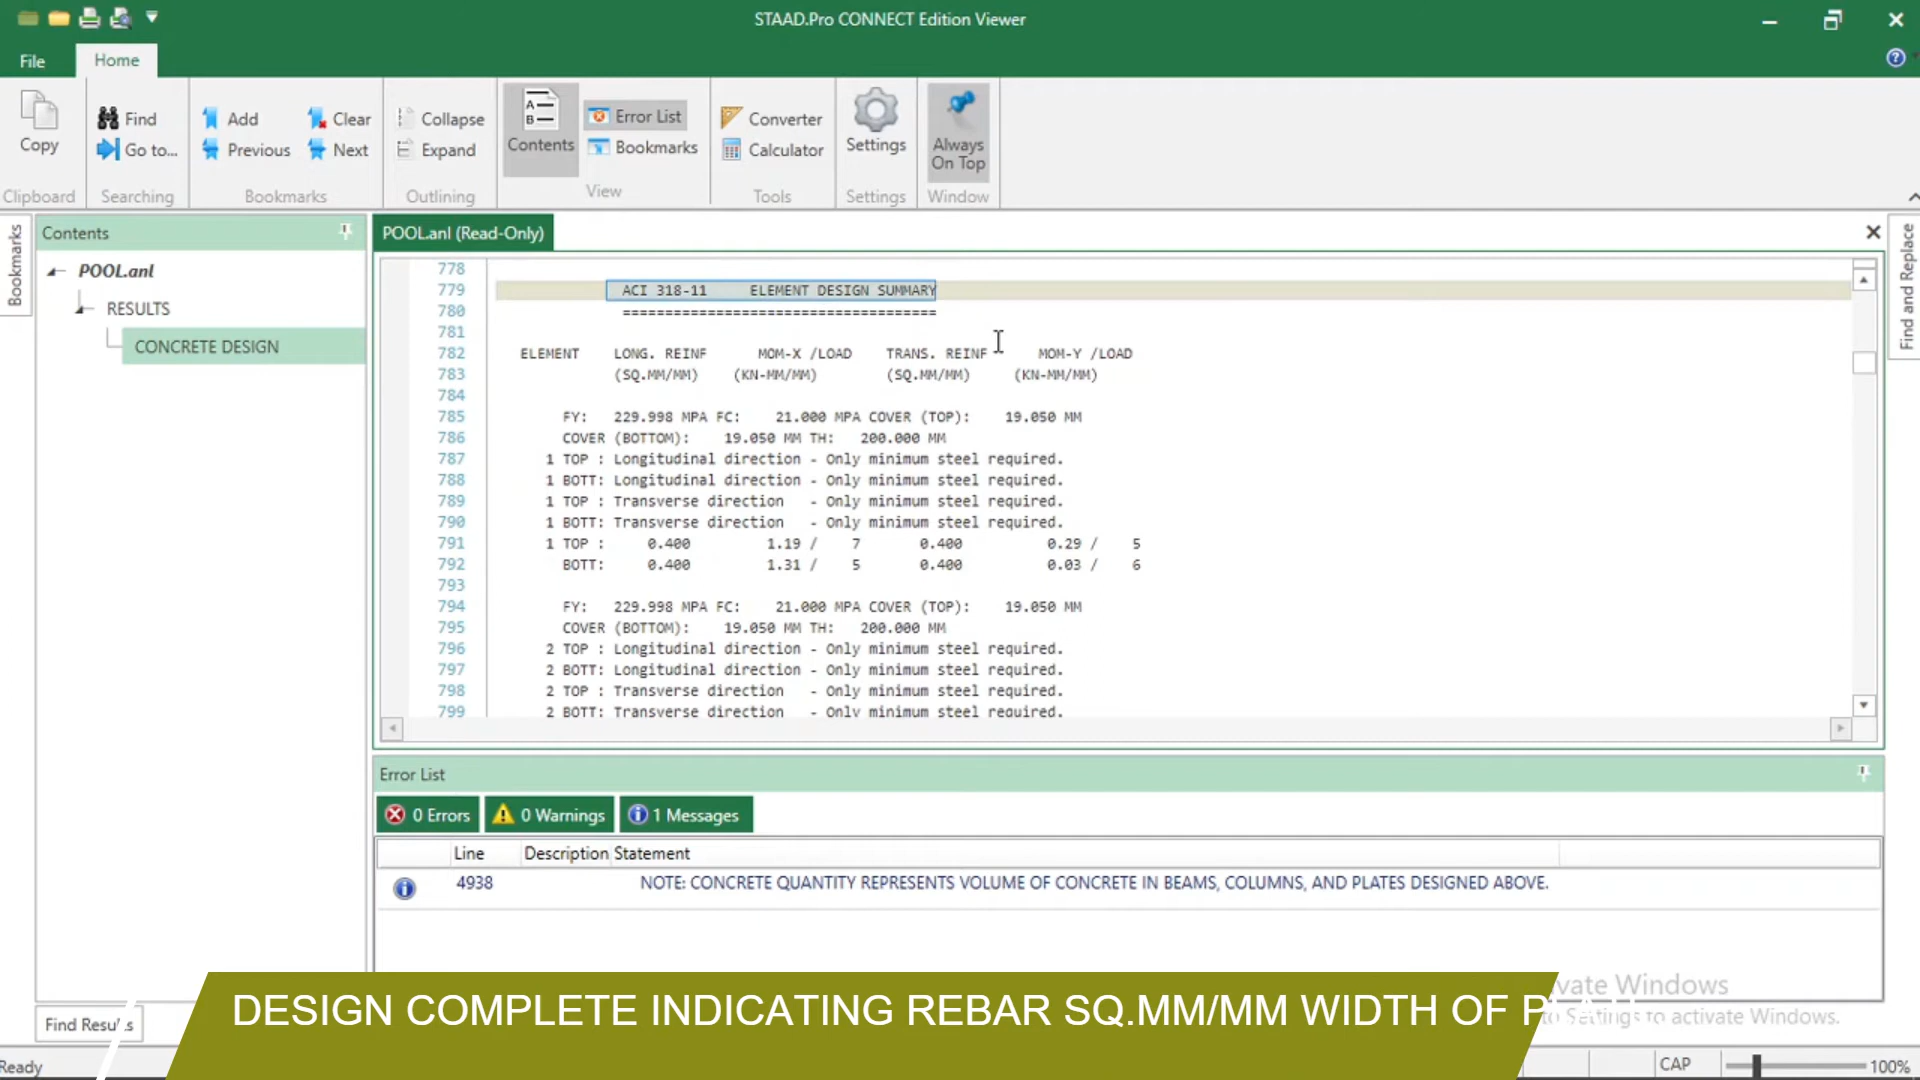 STAAD.Pro CONNECT Edition Viewer
File
Home
Copy
Find
Go to...
Add
Previous
Clear
Next
Collapse
Expand
Contents
Error List
Bookmarks
Converter
Calculator
Settings
Always
On Top
Clipboard
Searching
Bookmarks
Outlining
View
Tools
Settings
Window
Bookmarks
Contents
POOL.anl
RESULTS
CONCRETE DESIGN
POOL.anl (Read-Only)
Find and Replace
778
779 ACI 318-11 ELEMENT DESIGN SUMMARY
780 =====================================
781
782 ELEMENT LONG. REINF MOM-X /LOAD TRANS. REINF MOM-Y /LOAD
783 (SQ.MM/MM) (KN-MM/MM) (SQ.MM/MM) (KN-MM/MM)
784
785 FY: 229.998 MPA FC: 21.000 MPA COVER (TOP): 19.050 MM
786 COVER (BOTTOM): 19.050 MM TH: 200.000 MM
787 1 TOP : Longitudinal direction - Only minimum steel required.
788 1 BOTT: Longitudinal direction - Only minimum steel required.
789 1 TOP : Transverse direction - Only minimum steel required.
790 1 BOTT: Transverse direction - Only minimum steel required.
791 1 TOP : 0.400 1.19 / 7 0.400 0.29 / 5
792 BOTT: 0.400 1.31 / 5 0.400 0.03 / 6
793
794 FY: 229.998 MPA FC: 21.000 MPA COVER (TOP): 19.050 MM
795 COVER (BOTTOM): 19.050 MM TH: 200.000 MM
796 2 TOP : Longitudinal direction - Only minimum steel required.
797 2 BOTT: Longitudinal direction - Only minimum steel required.
798 2 TOP : Transverse direction - Only minimum steel required.
799 2 BOTT: Transverse direction - Only minimum steel required.
Error List
0 Errors
0 Warnings
1 Messages
Line Description Statement
4938 NOTE: CONCRETE QUANTITY REPRESENTS VOLUME OF CONCRETE IN BEAMS, COLUMNS, AND PLATES DESIGNED ABOVE.
DESIGN COMPLETE INDICATING REBAR SQ.MM/MM WIDTH OF
Windows
Settings to activate Windows.
Find Results
Ready
CAP
100%